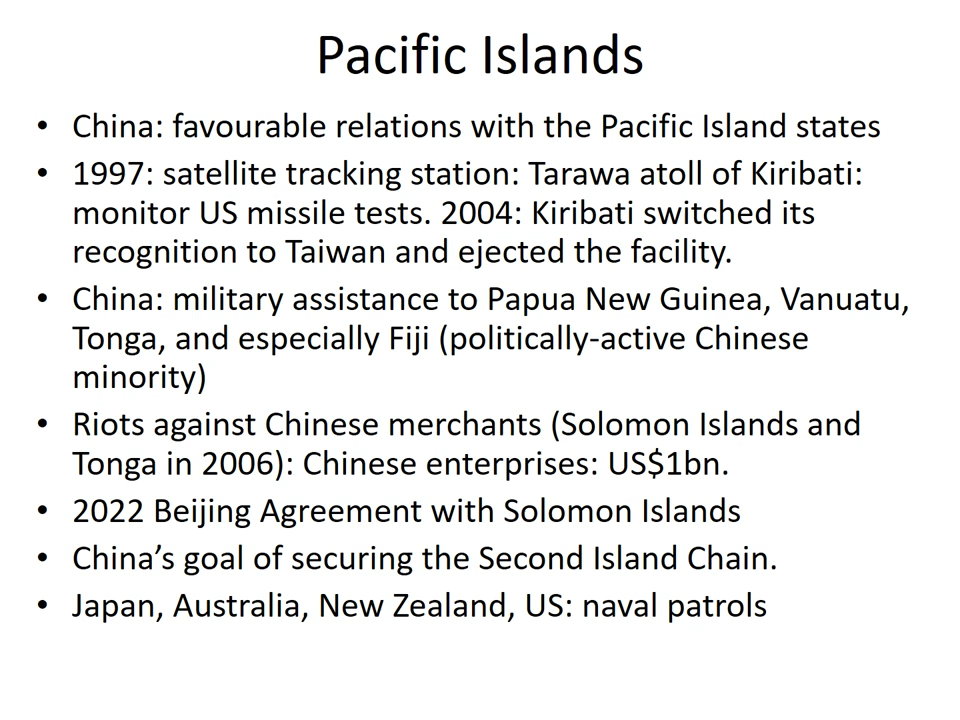 Pacific Islands
• China: favourable relations with the Pacific Island states
• 1997: satellite tracking station: Tarawa atoll of Kiribati:
monitor US missile tests. 2004: Kiribati switched its
recognition to Taiwan and ejected the facility.
• China: military assistance to Papua New Guinea, Vanuatu,
Tonga, and especially Fiji (politically-active Chinese
minority)
• Riots against Chinese merchants (Solomon Islands and
Tonga in 2006): Chinese enterprises: US$1bn.
• 2022 Beijing Agreement with Solomon Islands
• China’s goal of securing the Second Island Chain.
• Japan, Australia, New Zealand, US: naval patrols